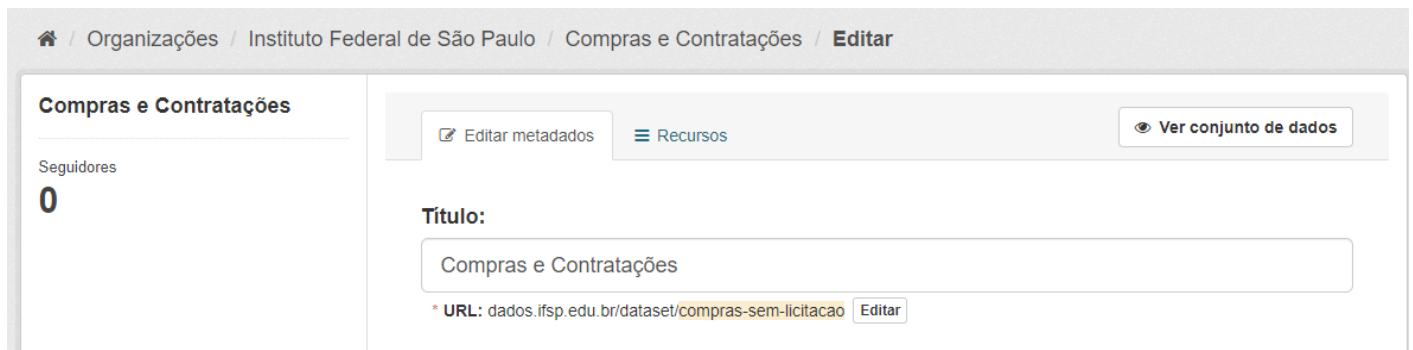 / Organizações / Instituto Federal de São Paulo / Compras e Contratações / Editar
Compras e Contratações
Seguidores
0
Editar metadados
Recursos
Ver conjunto de dados
Título:
Compras e Contratações
* URL: dados.ifsp.edu.br/dataset/compras-sem-licitacao Editar